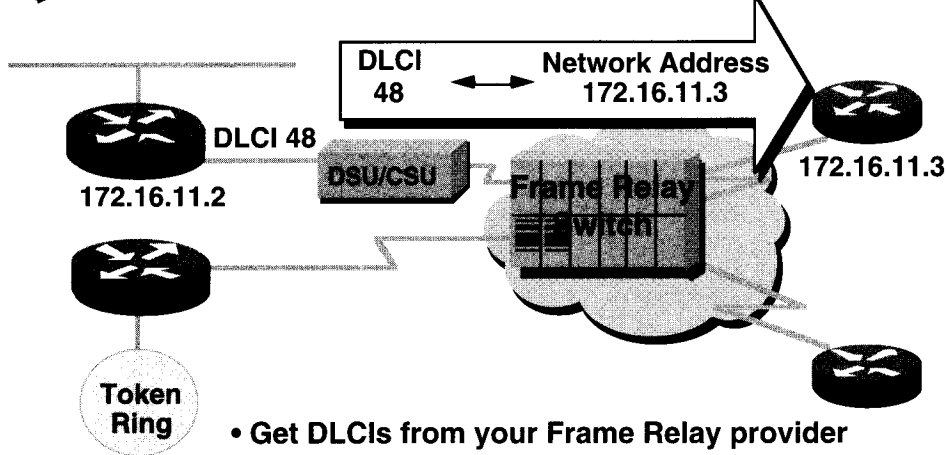 DLCI
48
Network Address
172.16.11.3
DLCI 48
DSU/CSU
172.16.11.2
Frame Relay
Switch
172.16.11.3
Token
Ring
• Get DLCIs from your Frame Relay provider